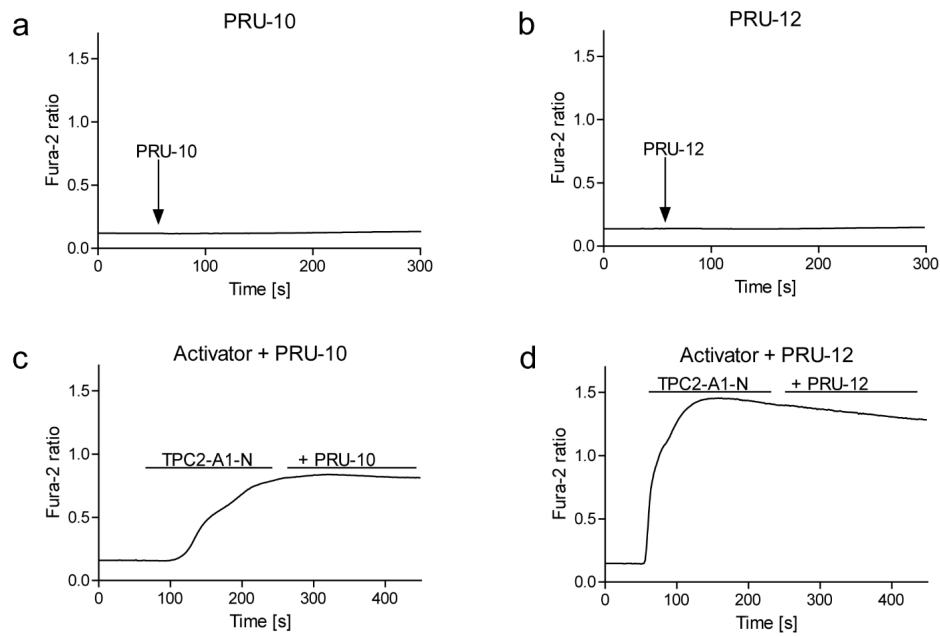 a
PRU-10
1.5
1.0
0.5
0.0
Fura-2 ratio
PRU-10
0
100
200
300
Time [s]
b
PRU-12
1.5
1.0
0.5
0.0
Fura-2 ratio
PRU-12
0
100
200
300
Time [s]
c
Activator + PRU-10
1.5
1.0
0.5
0.0
Fura-2 ratio
TPC2-A1-N
+ PRU-10
0
100
200
300
400
Time [s]
d
Activator + PRU-12
1.5
1.0
0.5
0.0
Fura-2 ratio
TPC2-A1-N
+ PRU-12
0
100
200
300
400
Time [s]